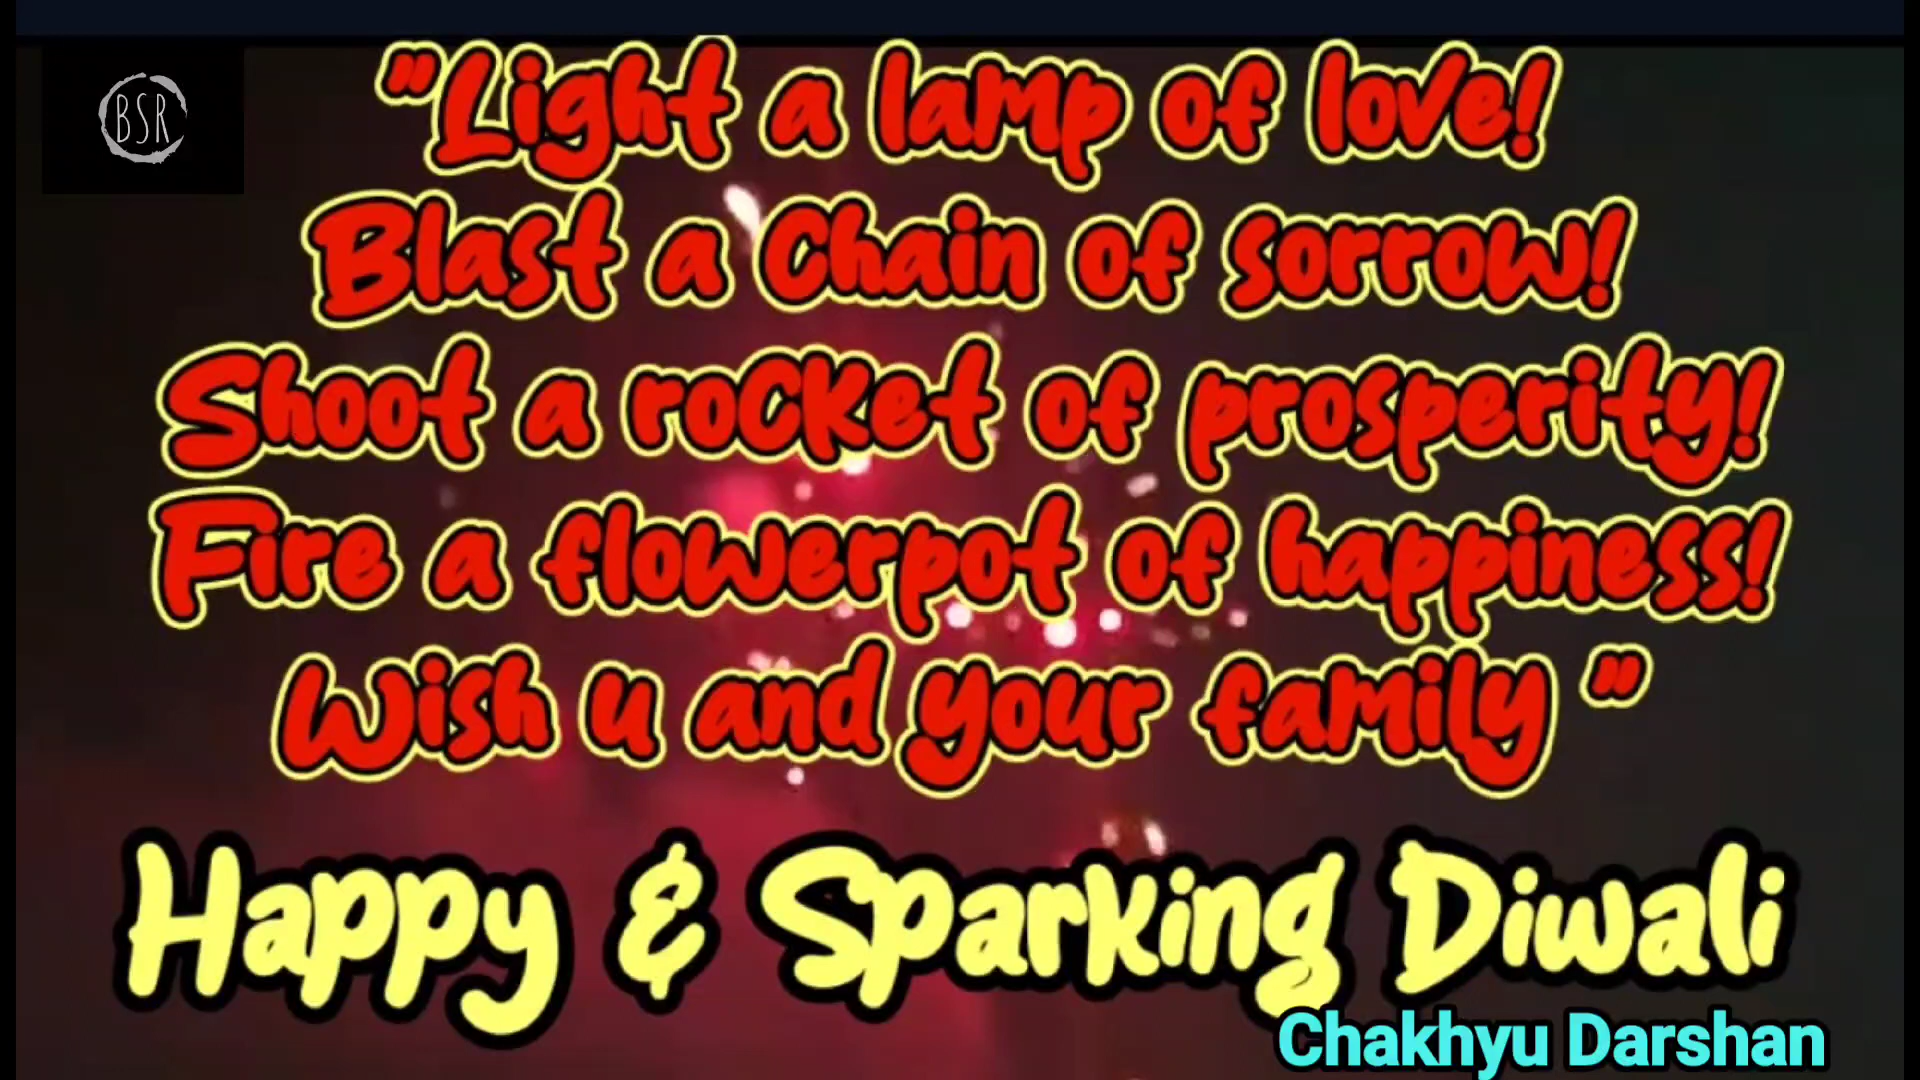 BSR
"Light a lamp of love!
Blast a Chain of sorrow!
Shoot a rocket of prosperity!
Fire a flowerpot of happiness!
Wish u and your family "
Happy & Sparking Diwali
Chakhyu Darshan